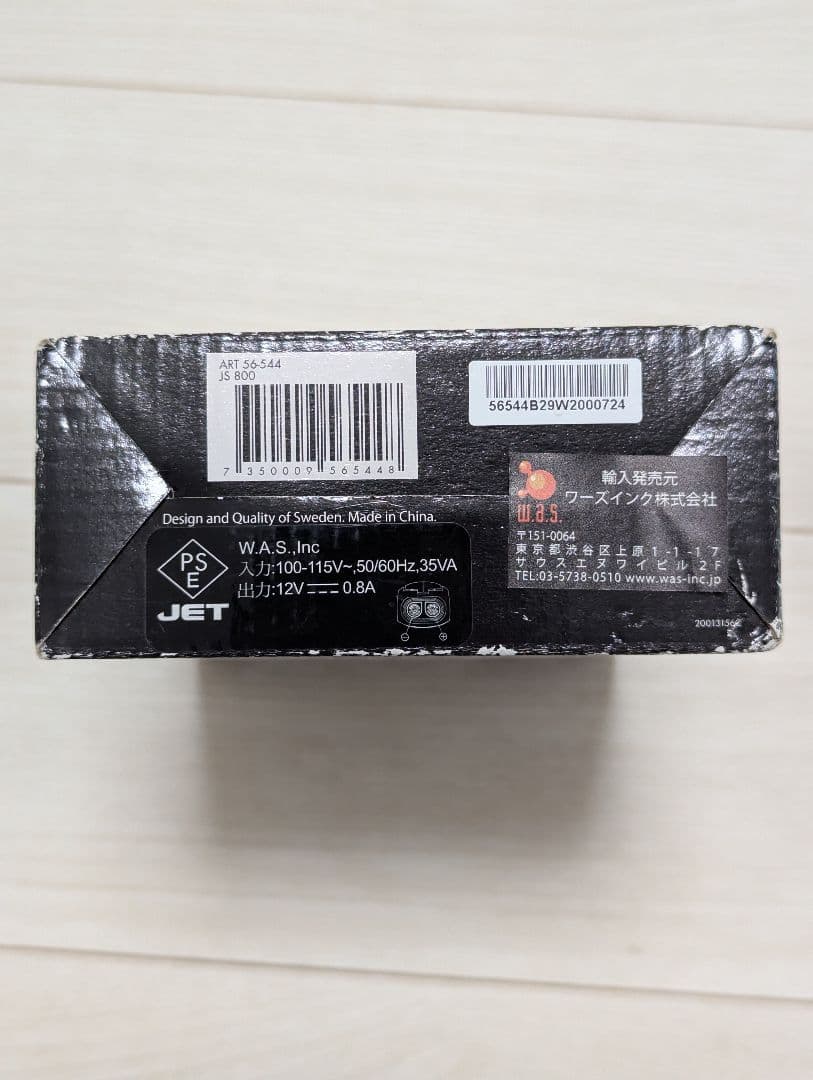 ART 56-544
JS 800
7 350009 565448
56544B29W2000724
輸入発売元
ワーズインク株式会社
w.a.s.
〒151-0064
東京都渋谷区上原1-1-17
サウスエヌワイビル2F
TEL:03-5738-0510 www.was-inc.jp
Design and Quality of Sweden. Made in China.
PS
E
JET
W.A.S.,Inc
入力:100-115V~,50/60Hz,35VA
出力:12V⎓0.8A
⊖ ⊕